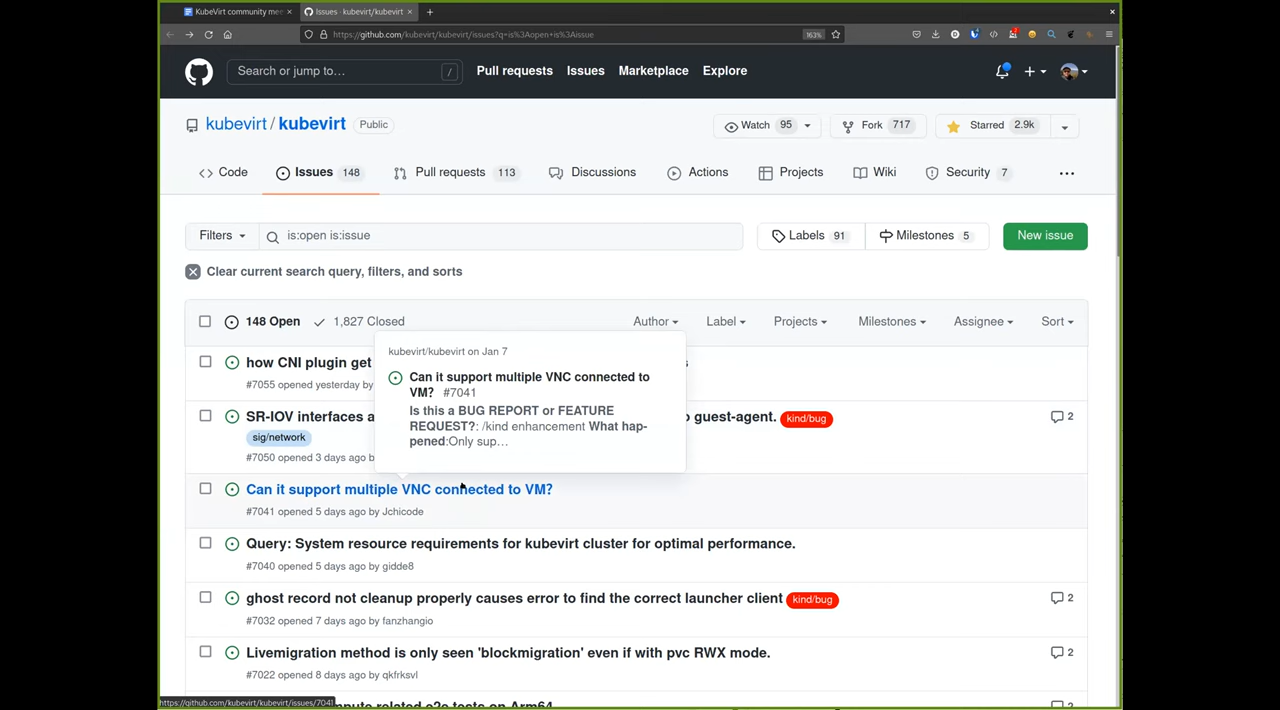 KubeVirt community me
Issues · kubevirt/kubevirt
https://github.com/kubevirt/kubevirt/issues?q=is%3Aopen+is%3Aissue
163%
Search or jump to…
/
Pull requests
Issues
Marketplace
Explore
kubevirt / kubevirt
Public
Watch 95
Fork 717
Starred 2.9k
Code
Issues 148
Pull requests 113
Discussions
Actions
Projects
Wiki
Security 7
Filters
is:open is:issue
Labels 91
Milestones 5
New issue
Clear current search query, filters, and sorts
148 Open
1,827 Closed
Author
Label
Projects
Milestones
Assignee
Sort
kubevirt/kubevirt on Jan 7
Can it support multiple VNC connected to
VM? #7041
Is this a BUG REPORT or FEATURE
REQUEST?: /kind enhancement What hap-
pened:Only sup…
how CNI plugin get
#7055 opened yesterday by
SR-IOV interfaces a
guest-agent. kind/bug
2
sig/network
#7050 opened 3 days ago b
Can it support multiple VNC connected to VM?
#7041 opened 5 days ago by Jchicode
Query: System resource requirements for kubevirt cluster for optimal performance.
#7040 opened 5 days ago by gidde8
ghost record not cleanup properly causes error to find the correct launcher client kind/bug
2
#7032 opened 7 days ago by fanzhangio
Livemigration method is only seen 'blockmigration' even if with pvc RWX mode.
2
#7022 opened 8 days ago by qkfrksvl
https://github.com/kubevirt/kubevirt/issues/7041
related e2e tests on Arm64
2